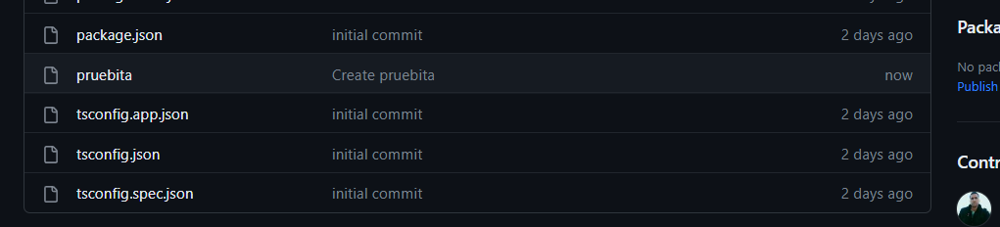 package.json initial commit 2 days ago
Packa
pruebita Create pruebita now
No pac
Publish
tsconfig.app.json initial commit 2 days ago
tsconfig.json initial commit 2 days ago
Contr
tsconfig.spec.json initial commit 2 days ago